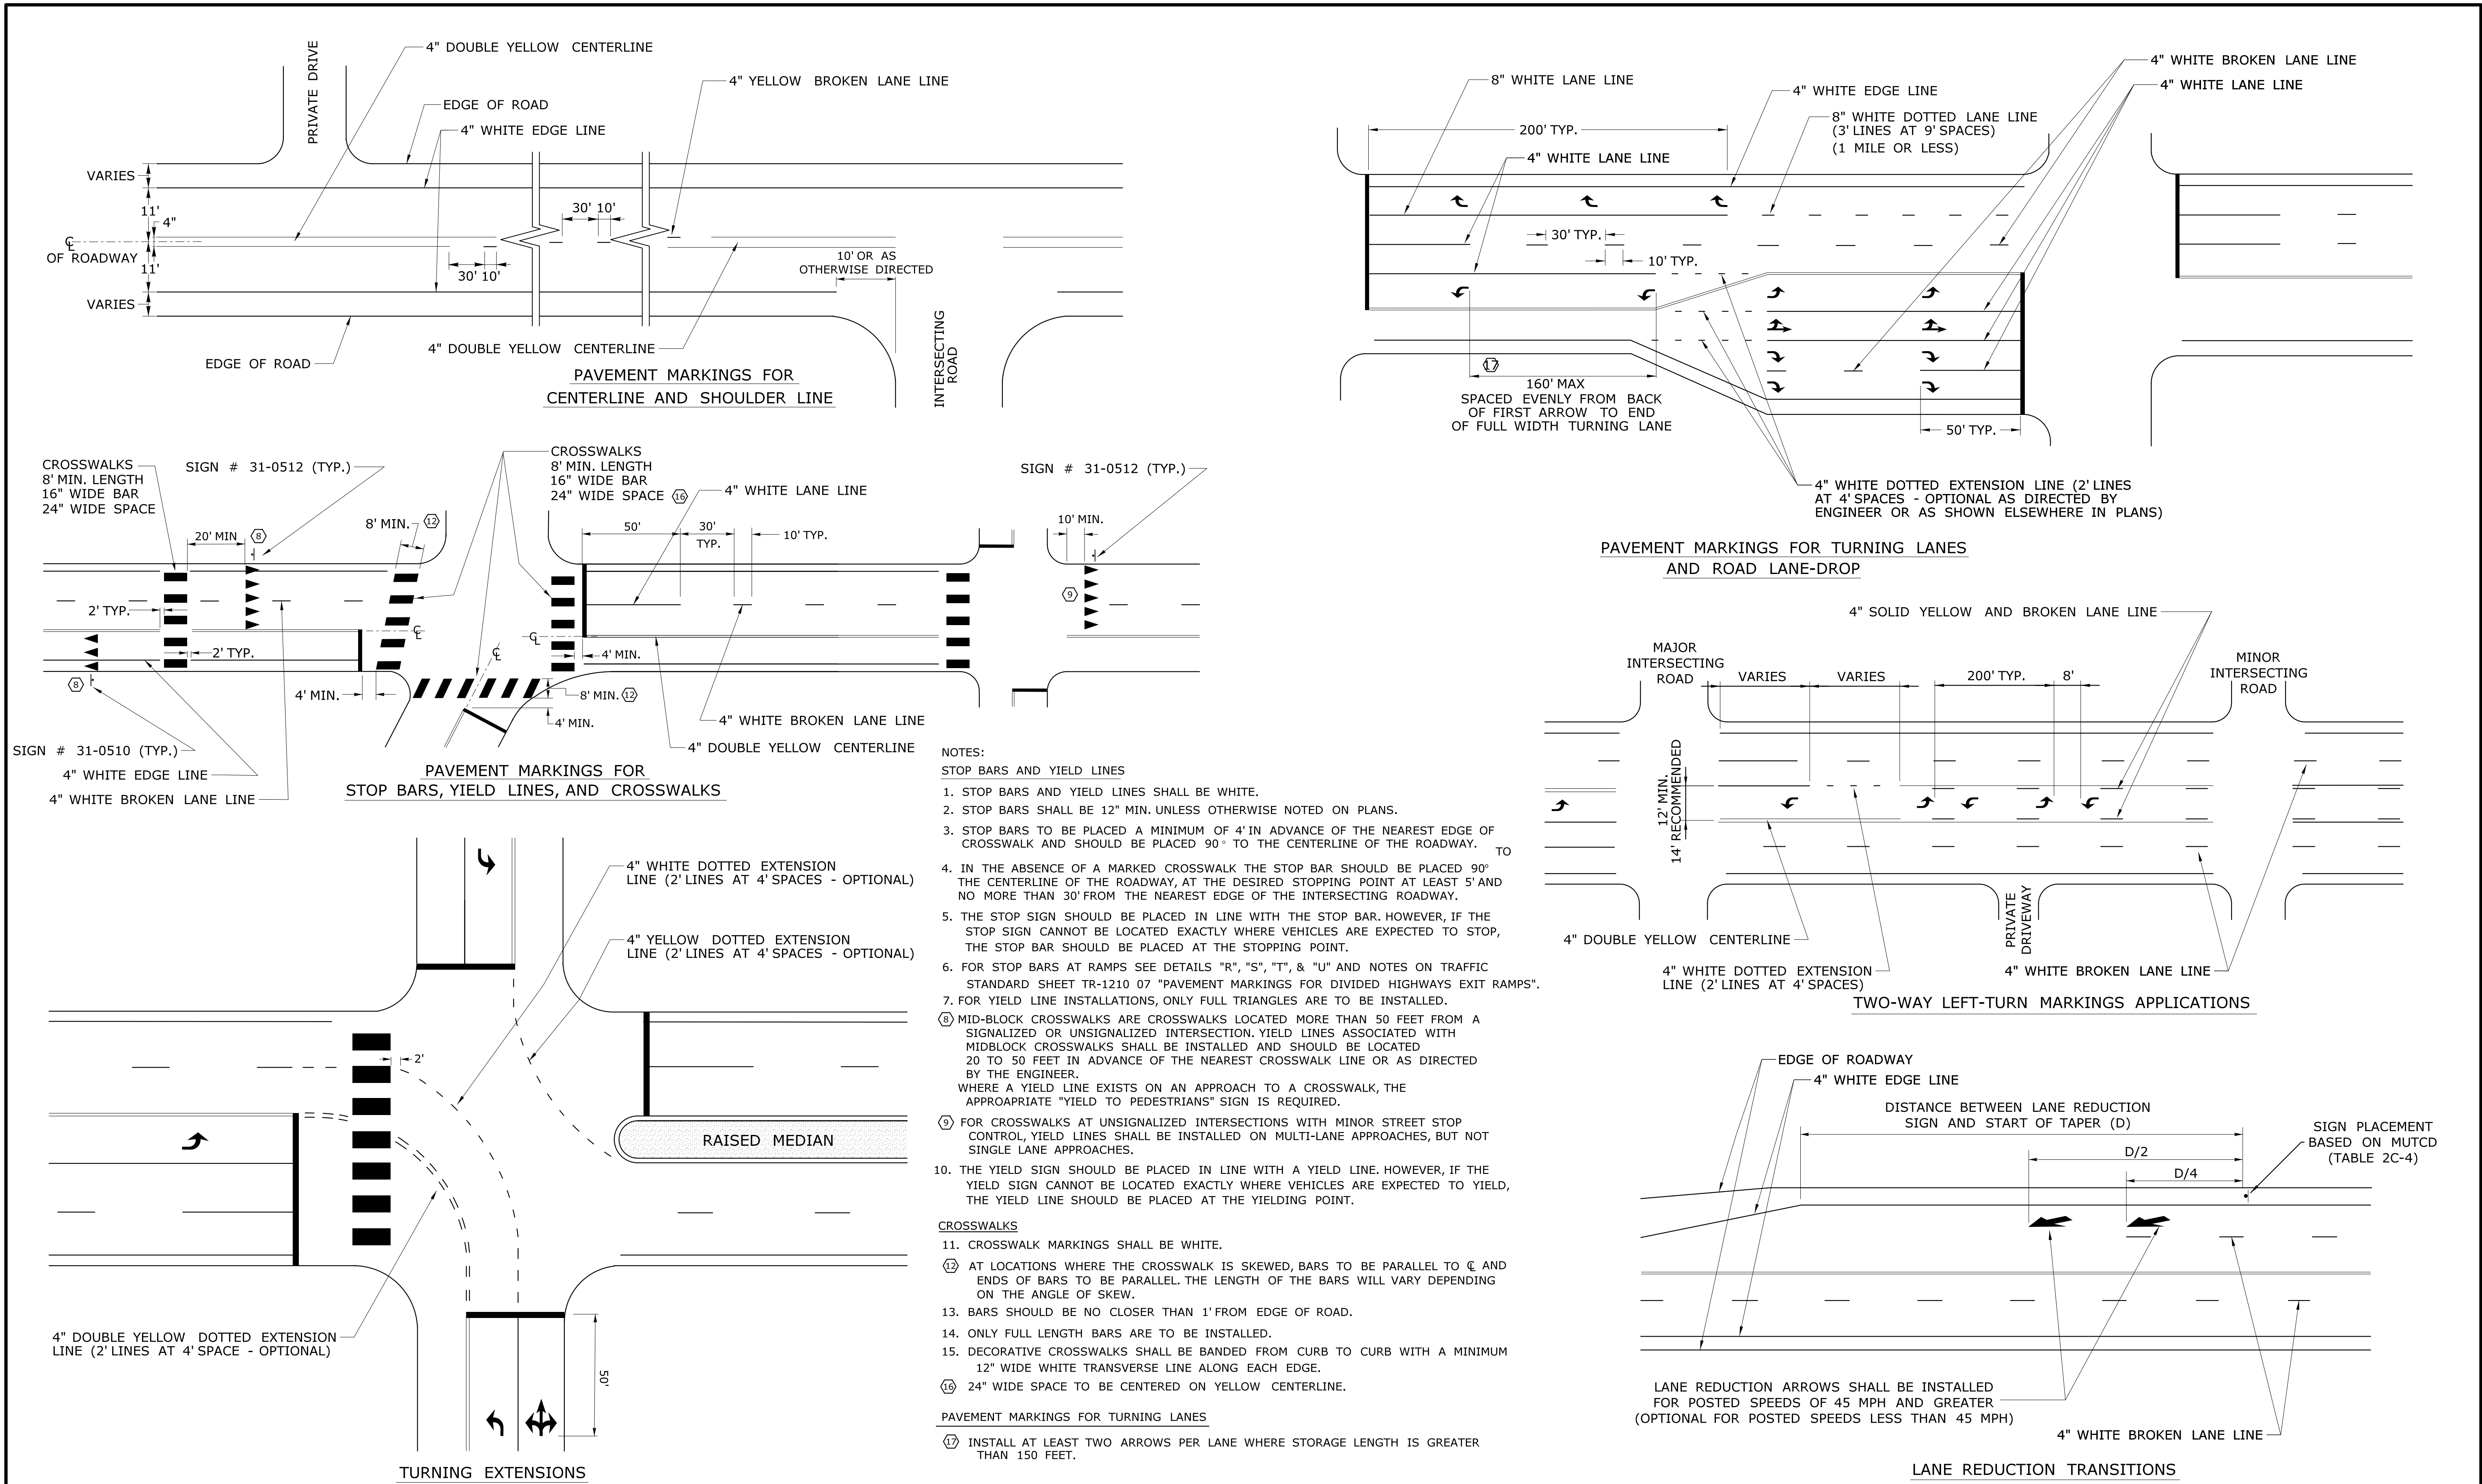 4" DOUBLE YELLOW CENTERLINE
PRIVATE DRIVE
4" YELLOW BROKEN LANE LINE
EDGE OF ROAD
4" WHITE EDGE LINE
VARIES
11'
4"
30' 10'
℄
OF ROADWAY
11'
30' 10'
10' OR AS
OTHERWISE DIRECTED
VARIES
4" DOUBLE YELLOW CENTERLINE
EDGE OF ROAD
INTERSECTING
ROAD
PAVEMENT MARKINGS FOR
CENTERLINE AND SHOULDER LINE
4" WHITE BROKEN LANE LINE
8" WHITE LANE LINE
4" WHITE LANE LINE
4" WHITE EDGE LINE
8" WHITE DOTTED LANE LINE
(3' LINES AT 9' SPACES)
(1 MILE OR LESS)
200' TYP.
4" WHITE LANE LINE
30' TYP.
10' TYP.
17
160' MAX
SPACED EVENLY FROM BACK
OF FIRST ARROW TO END
OF FULL WIDTH TURNING LANE
50' TYP.
4" WHITE DOTTED EXTENSION LINE (2' LINES
AT 4' SPACES - OPTIONAL AS DIRECTED BY
ENGINEER OR AS SHOWN ELSEWHERE IN PLANS)
PAVEMENT MARKINGS FOR TURNING LANES
AND ROAD LANE-DROP
CROSSWALKS
8' MIN. LENGTH
16" WIDE BAR
24" WIDE SPACE
SIGN # 31-0512 (TYP.)
CROSSWALKS
8' MIN. LENGTH
16" WIDE BAR
24" WIDE SPACE 16
4" WHITE LANE LINE
SIGN # 31-0512 (TYP.)
20' MIN
8
8' MIN. 12
50'
30'
TYP.
10' TYP.
10' MIN.
9
2' TYP.
℄
℄
℄
2' TYP.
4' MIN.
8
4' MIN.
8' MIN. 12
4' MIN.
4" WHITE BROKEN LANE LINE
4" DOUBLE YELLOW CENTERLINE
SIGN # 31-0510 (TYP.)
4" WHITE EDGE LINE
4" WHITE BROKEN LANE LINE
PAVEMENT MARKINGS FOR
STOP BARS, YIELD LINES, AND CROSSWALKS
4" WHITE DOTTED EXTENSION
LINE (2' LINES AT 4' SPACES - OPTIONAL)
4" YELLOW DOTTED EXTENSION
LINE (2' LINES AT 4' SPACES - OPTIONAL)
2'
RAISED MEDIAN
4" DOUBLE YELLOW DOTTED EXTENSION
LINE (2' LINES AT 4' SPACE - OPTIONAL)
50'
TURNING EXTENSIONS
NOTES:
STOP BARS AND YIELD LINES
1. STOP BARS AND YIELD LINES SHALL BE WHITE.
2. STOP BARS SHALL BE 12" MIN. UNLESS OTHERWISE NOTED ON PLANS.
3. STOP BARS TO BE PLACED A MINIMUM OF 4' IN ADVANCE OF THE NEAREST EDGE OF
CROSSWALK AND SHOULD BE PLACED 90° TO THE CENTERLINE OF THE ROADWAY.
4. IN THE ABSENCE OF A MARKED CROSSWALK THE STOP BAR SHOULD BE PLACED 90° TO
THE CENTERLINE OF THE ROADWAY, AT THE DESIRED STOPPING POINT AT LEAST 5' AND
NO MORE THAN 30' FROM THE NEAREST EDGE OF THE INTERSECTING ROADWAY.
5. THE STOP SIGN SHOULD BE PLACED IN LINE WITH THE STOP BAR. HOWEVER, IF THE
STOP SIGN CANNOT BE LOCATED EXACTLY WHERE VEHICLES ARE EXPECTED TO STOP,
THE STOP BAR SHOULD BE PLACED AT THE STOPPING POINT.
6. FOR STOP BARS AT RAMPS SEE DETAILS "R", "S", "T", & "U" AND NOTES ON TRAFFIC
STANDARD SHEET TR-1210 07 "PAVEMENT MARKINGS FOR DIVIDED HIGHWAYS EXIT RAMPS".
7. FOR YIELD LINE INSTALLATIONS, ONLY FULL TRIANGLES ARE TO BE INSTALLED.
8 MID-BLOCK CROSSWALKS ARE CROSSWALKS LOCATED MORE THAN 50 FEET FROM A
SIGNALIZED OR UNSIGNALIZED INTERSECTION. YIELD LINES ASSOCIATED WITH
MIDBLOCK CROSSWALKS SHALL BE INSTALLED AND SHOULD BE LOCATED
20 TO 50 FEET IN ADVANCE OF THE NEAREST CROSSWALK LINE OR AS DIRECTED
BY THE ENGINEER.
WHERE A YIELD LINE EXISTS ON AN APPROACH TO A CROSSWALK, THE
APPROAPRIATE "YIELD TO PEDESTRIANS" SIGN IS REQUIRED.
9 FOR CROSSWALKS AT UNSIGNALIZED INTERSECTIONS WITH MINOR STREET STOP
CONTROL, YIELD LINES SHALL BE INSTALLED ON MULTI-LANE APPROACHES, BUT NOT
SINGLE LANE APPROACHES.
10. THE YIELD SIGN SHOULD BE PLACED IN LINE WITH A YIELD LINE. HOWEVER, IF THE
YIELD SIGN CANNOT BE LOCATED EXACTLY WHERE VEHICLES ARE EXPECTED TO YIELD,
THE YIELD LINE SHOULD BE PLACED AT THE YIELDING POINT.
CROSSWALKS
11. CROSSWALK MARKINGS SHALL BE WHITE.
12 AT LOCATIONS WHERE THE CROSSWALK IS SKEWED, BARS TO BE PARALLEL TO ℄ AND
ENDS OF BARS TO BE PARALLEL. THE LENGTH OF THE BARS WILL VARY DEPENDING
ON THE ANGLE OF SKEW.
13. BARS SHOULD BE NO CLOSER THAN 1' FROM EDGE OF ROAD.
14. ONLY FULL LENGTH BARS ARE TO BE INSTALLED.
15. DECORATIVE CROSSWALKS SHALL BE BANDED FROM CURB TO CURB WITH A MINIMUM
12" WIDE WHITE TRANSVERSE LINE ALONG EACH EDGE.
16 24" WIDE SPACE TO BE CENTERED ON YELLOW CENTERLINE.
PAVEMENT MARKINGS FOR TURNING LANES
17 INSTALL AT LEAST TWO ARROWS PER LANE WHERE STORAGE LENGTH IS GREATER
THAN 150 FEET.
4" SOLID YELLOW AND BROKEN LANE LINE
MAJOR
INTERSECTING
ROAD
VARIES
VARIES
200' TYP.
8'
MINOR
INTERSECTING
ROAD
12' MIN.
14' RECOMMENDED
PRIVATE
DRIVEWAY
4" DOUBLE YELLOW CENTERLINE
4" WHITE DOTTED EXTENSION
LINE (2' LINES AT 4' SPACES)
4" WHITE BROKEN LANE LINE
TWO-WAY LEFT-TURN MARKINGS APPLICATIONS
EDGE OF ROADWAY
4" WHITE EDGE LINE
DISTANCE BETWEEN LANE REDUCTION
SIGN AND START OF TAPER (D)
D/2
D/4
SIGN PLACEMENT
BASED ON MUTCD
(TABLE 2C-4)
LANE REDUCTION ARROWS SHALL BE INSTALLED
FOR POSTED SPEEDS OF 45 MPH AND GREATER
(OPTIONAL FOR POSTED SPEEDS LESS THAN 45 MPH)
4" WHITE BROKEN LANE LINE
LANE REDUCTION TRANSITIONS